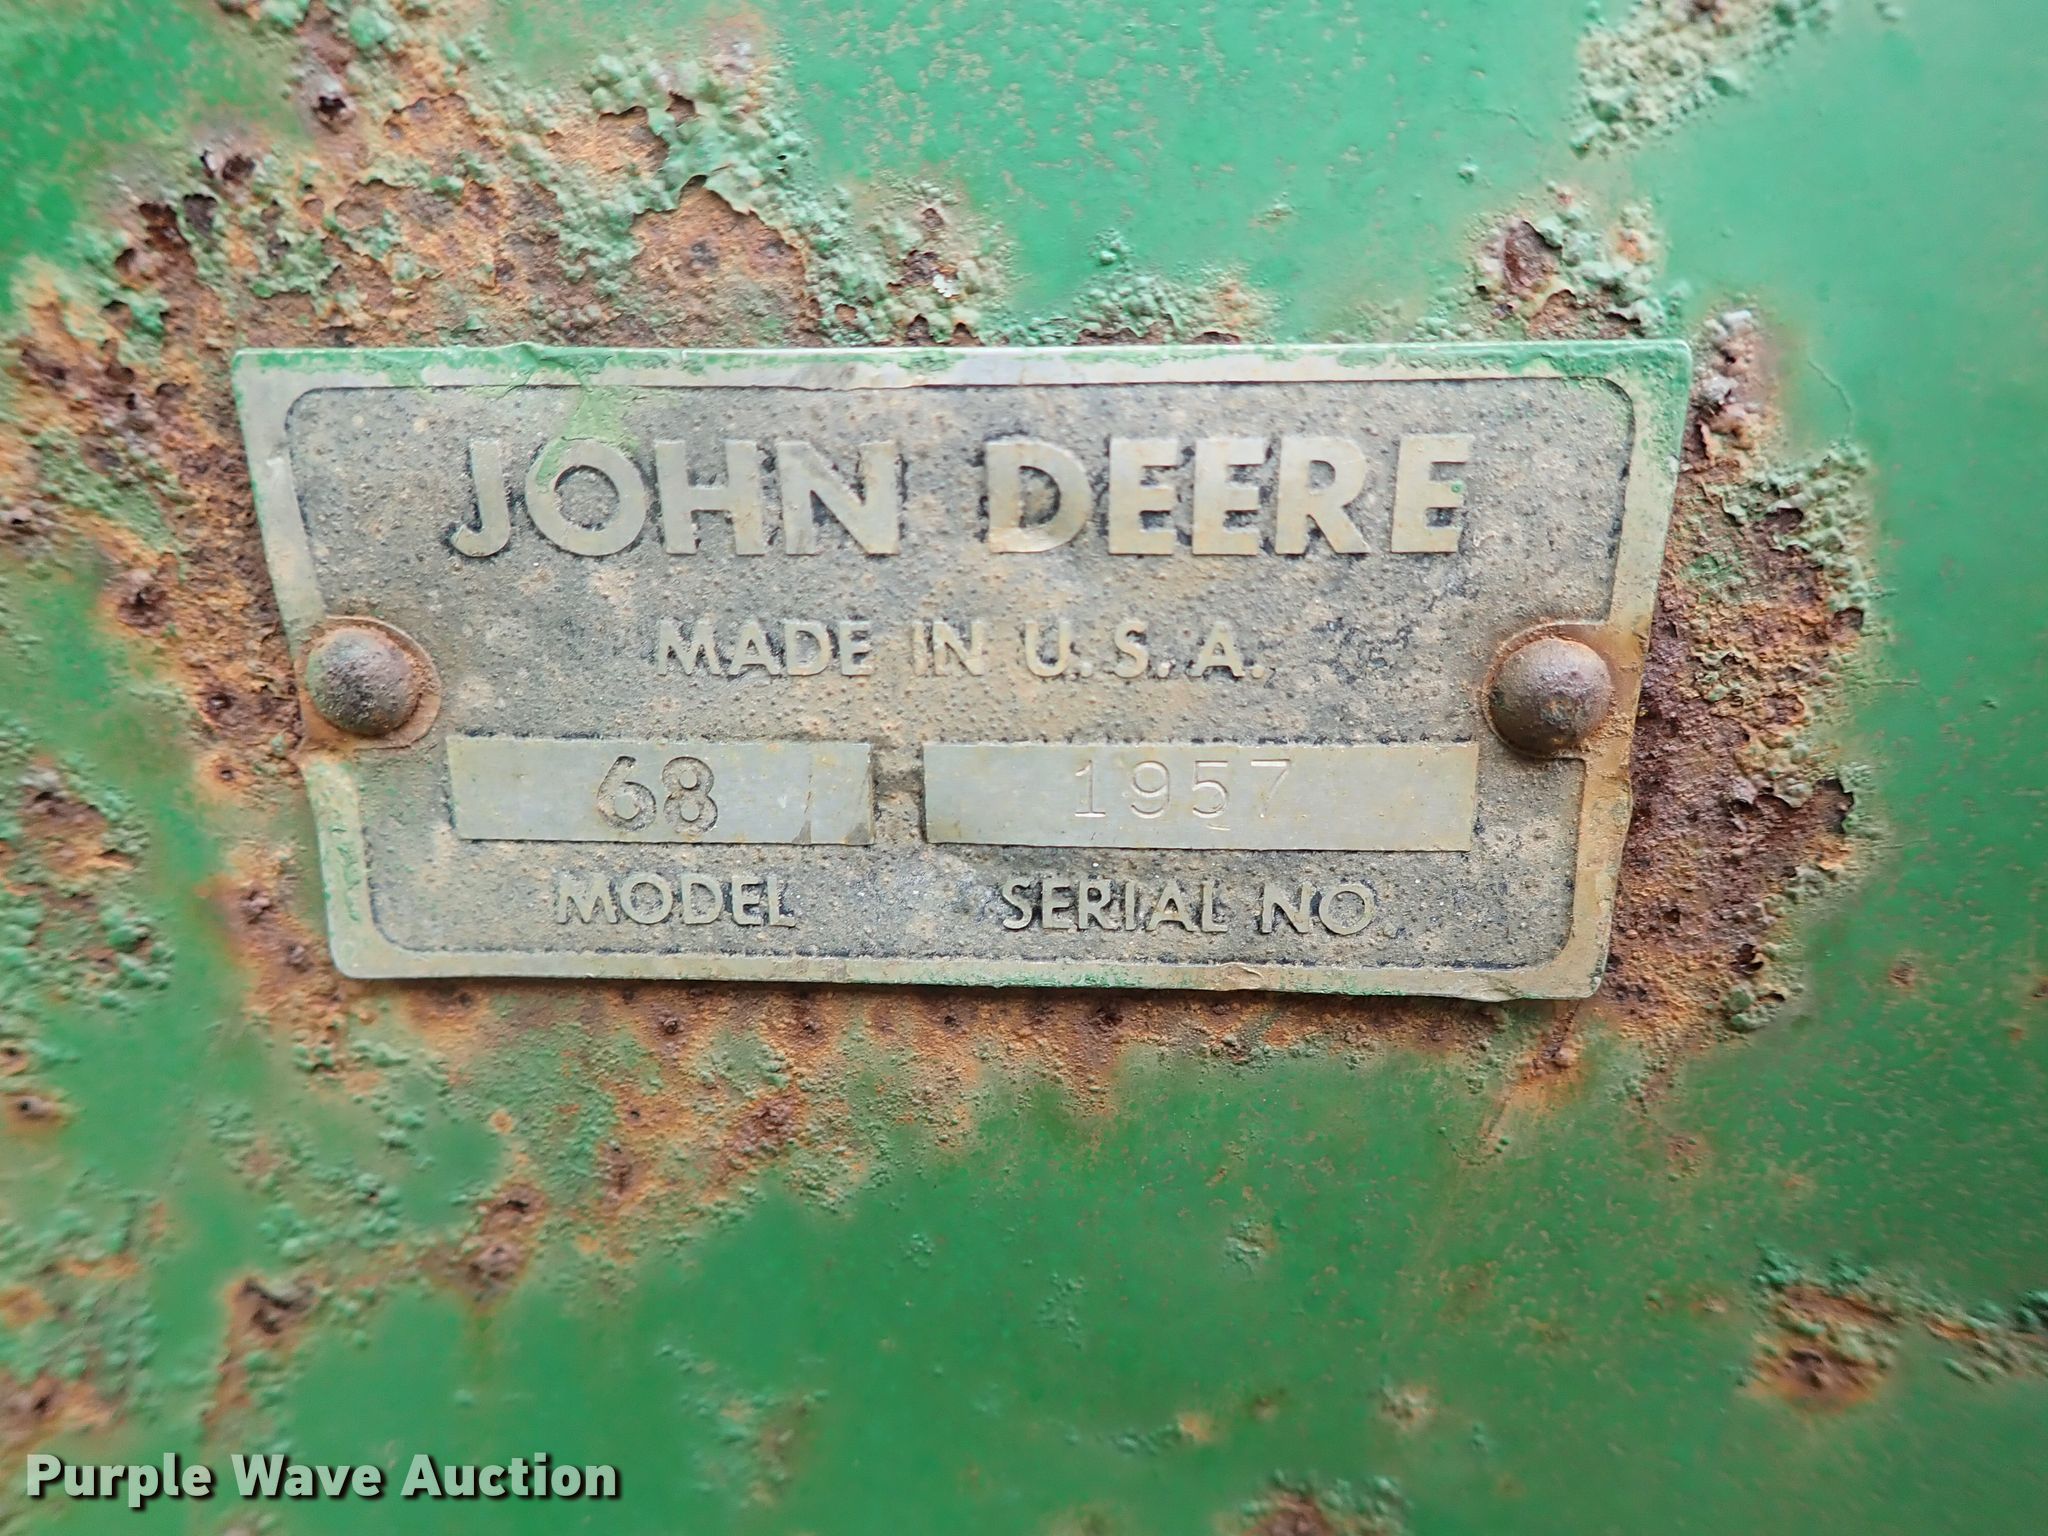 JOHN DEERE
MADE IN U.S.A.
68 1957
MODEL SERIAL NO
Purple Wave Auction